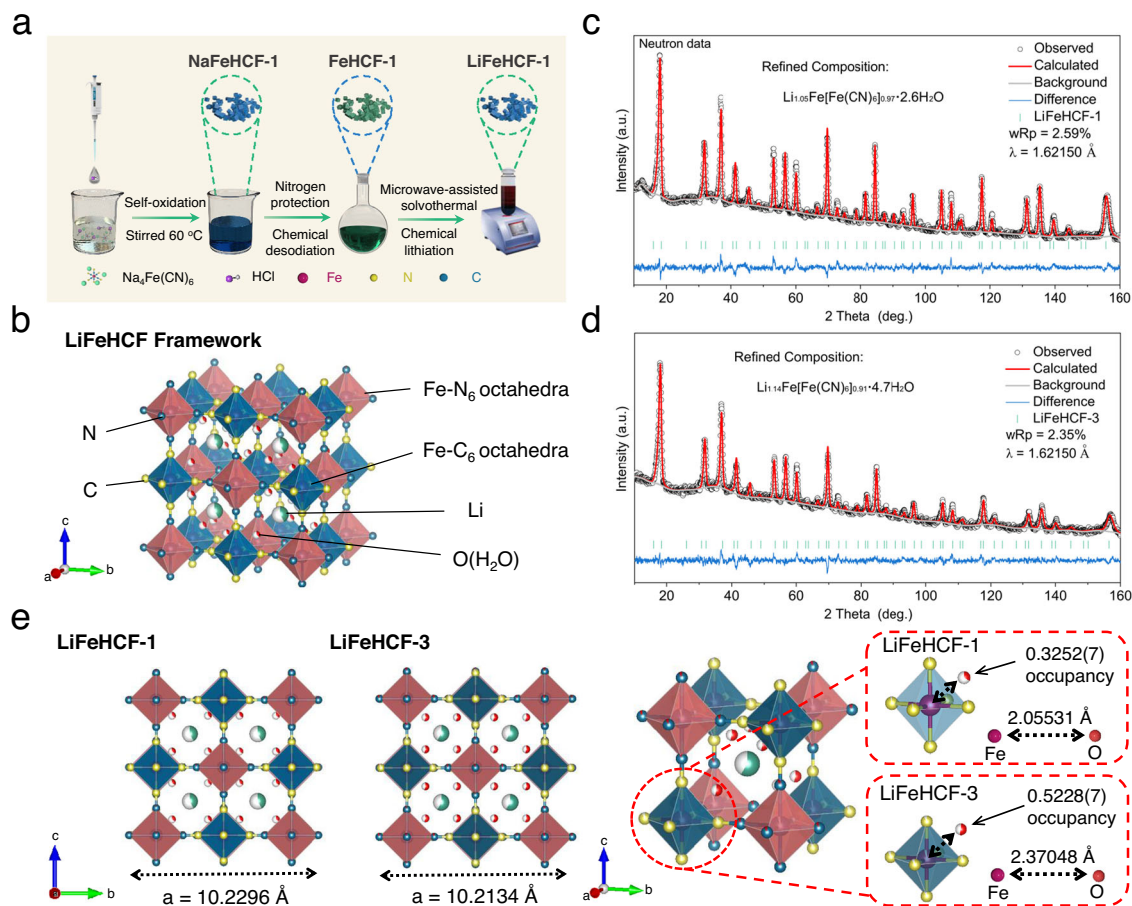 a
NaFeHCF-1
FeHCF-1
LiFeHCF-1
Self-oxidation
Stirred 60 °C
Nitrogen
protection
Chemical
desodiation
Microwave-assisted
solvothermal
Chemical
lithiation
Na₄Fe(CN)₆
HCl
Fe
N
C
b
LiFeHCF Framework
Fe-N₆ octahedra
N
Fe-C₆ octahedra
C
Li
O(H₂O)
c
a
b
c
Neutron data
Refined Composition:
Li₁.₀₅Fe[Fe(CN)₆]₀.₉₇·2.6H₂O
Observed
Calculated
Background
Difference
LiFeHCF-1
wRp = 2.59%
λ = 1.62150 Å
Intensity (a.u.)
20 40 60 80 100 120 140 160
2 Theta (deg.)
d
Refined Composition:
Li₁.₁₄Fe[Fe(CN)₆]₀.₉₁·4.7H₂O
Observed
Calculated
Background
Difference
LiFeHCF-3
wRp = 2.35%
λ = 1.62150 Å
Intensity (a.u.)
20 40 60 80 100 120 140 160
2 Theta (deg.)
e
LiFeHCF-1
LiFeHCF-3
c
a
b
a = 10.2296 Å
a = 10.2134 Å
c
a
b
LiFeHCF-1
0.3252(7)
occupancy
2.05531 Å
Fe
O
LiFeHCF-3
0.5228(7)
occupancy
2.37048 Å
Fe
O